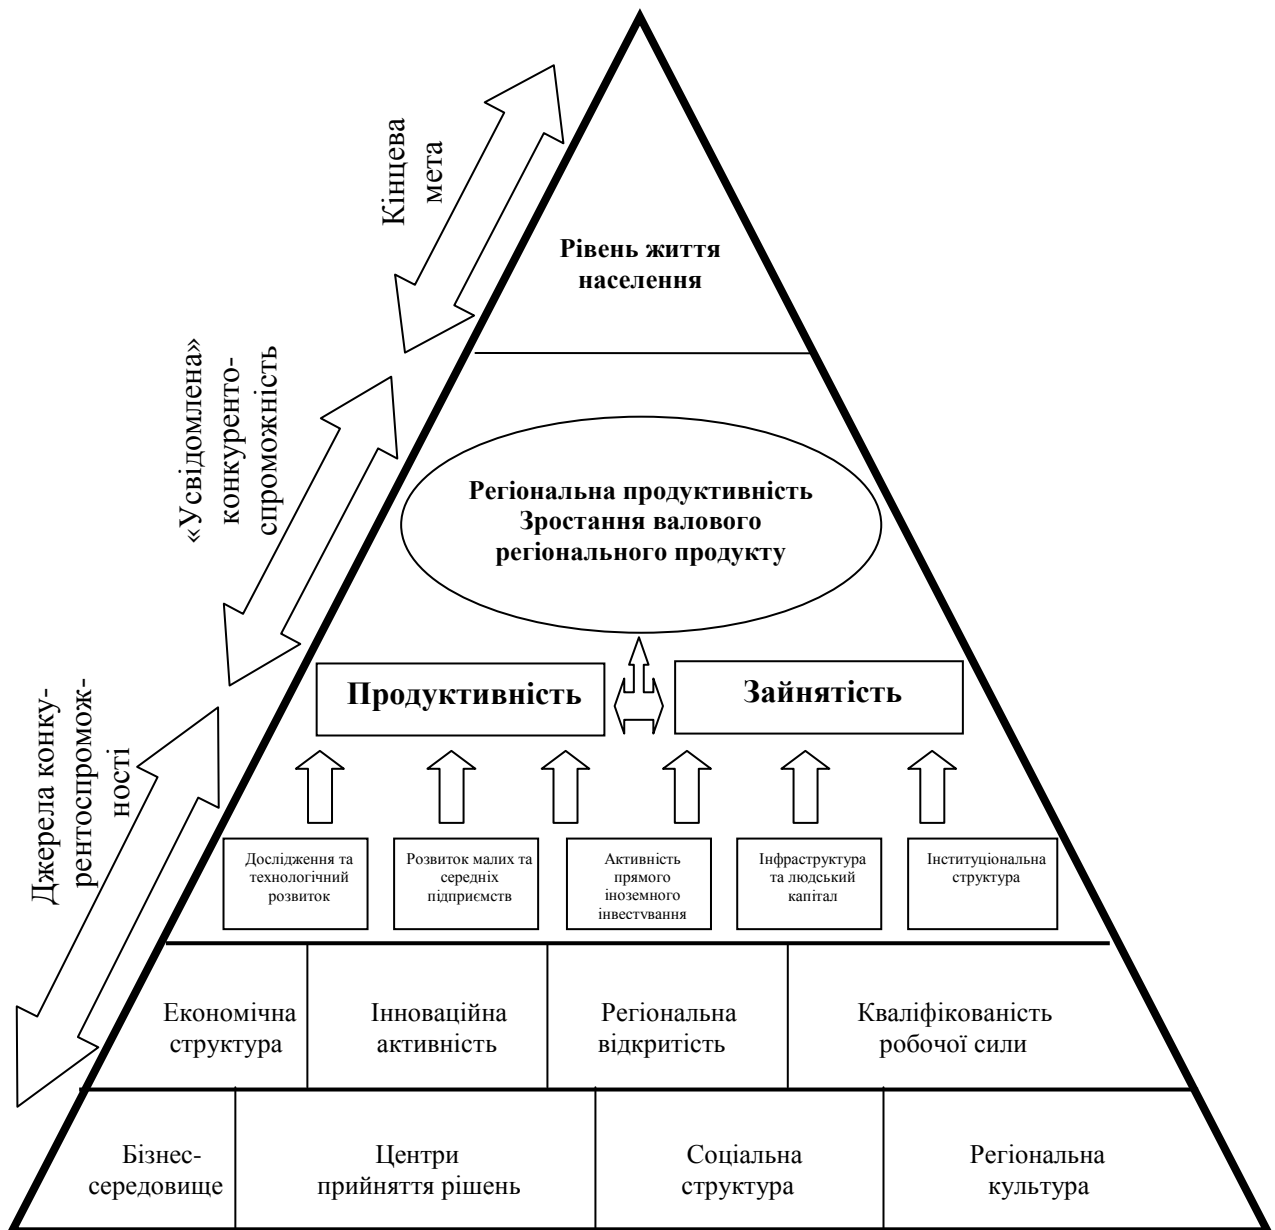 Кінцева
мета
Рівень життя
населення
«Усвідомлена»
конкуренто-
спроможність
Регіональна продуктивність
Зростання валового
регіонального продукту
Продуктивність
Зайнятість
Джерела конку-
рентоспромож-
ності
Дослідження та
технологічний
розвиток
Розвиток малих та
середніх
підприємств
Активність
прямого
іноземного
інвестування
Інфраструктура
та людський
капітал
Інституціональна
структура
Економічна
структура
Інноваційна
активність
Регіональна
відкритість
Кваліфікованість
робочої сили
Бізнес-
середовище
Центри
прийняття рішень
Соціальна
структура
Регіональна
культура